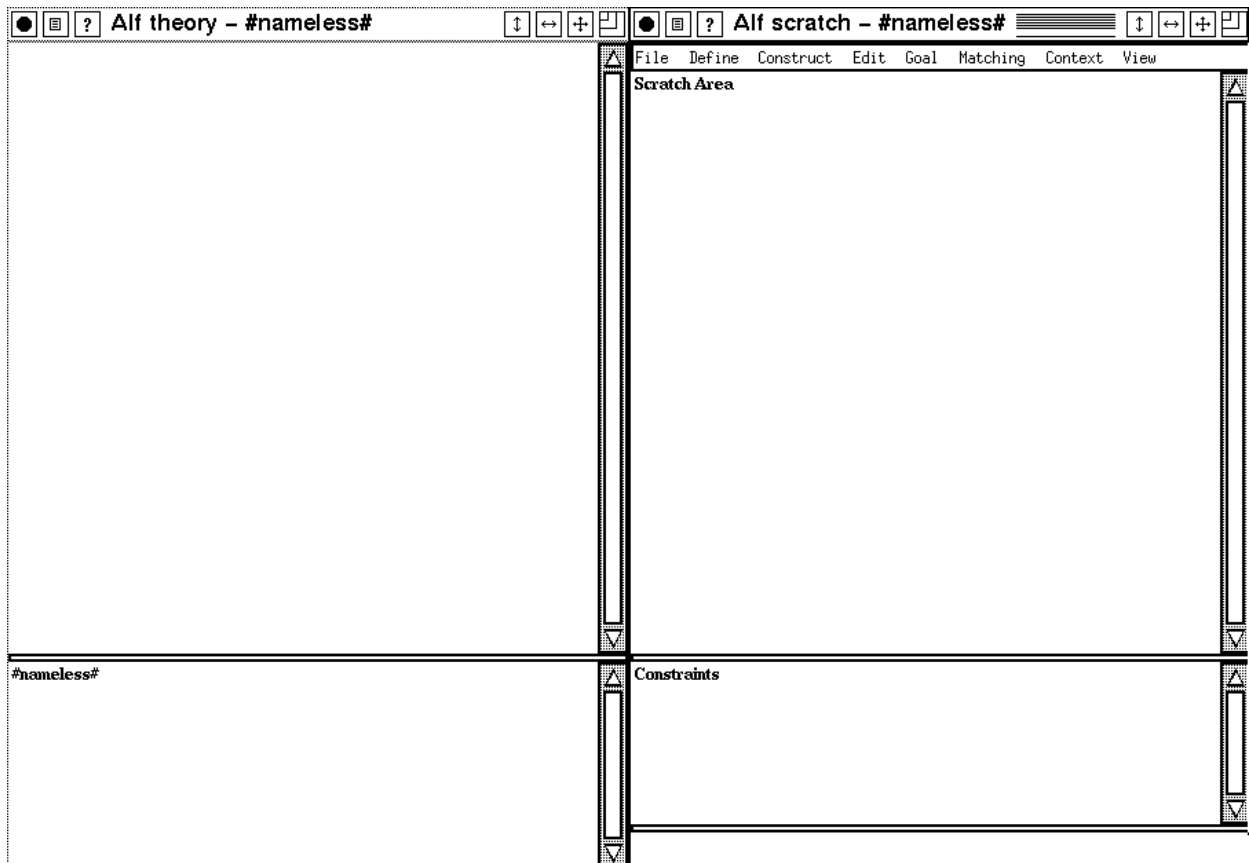 ? Alf theory – #nameless#
? Alf scratch – #nameless#
File Define Construct Edit Goal Matching Context View
Scratch Area
#nameless#
Constraints